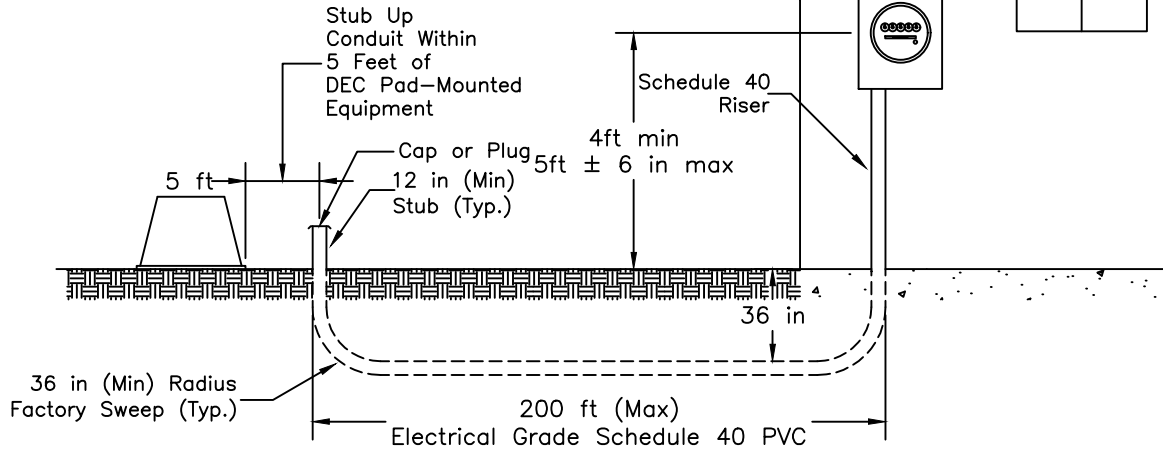 Stub Up
Conduit Within
5 Feet of
DEC Pad-Mounted
Equipment
Schedule 40
Riser
4ft min
5ft ± 6 in max
Cap or Plug
5 ft
12 in (Min)
Stub (Typ.)
36 in
36 in (Min) Radius
Factory Sweep (Typ.)
200 ft (Max)
Electrical Grade Schedule 40 PVC